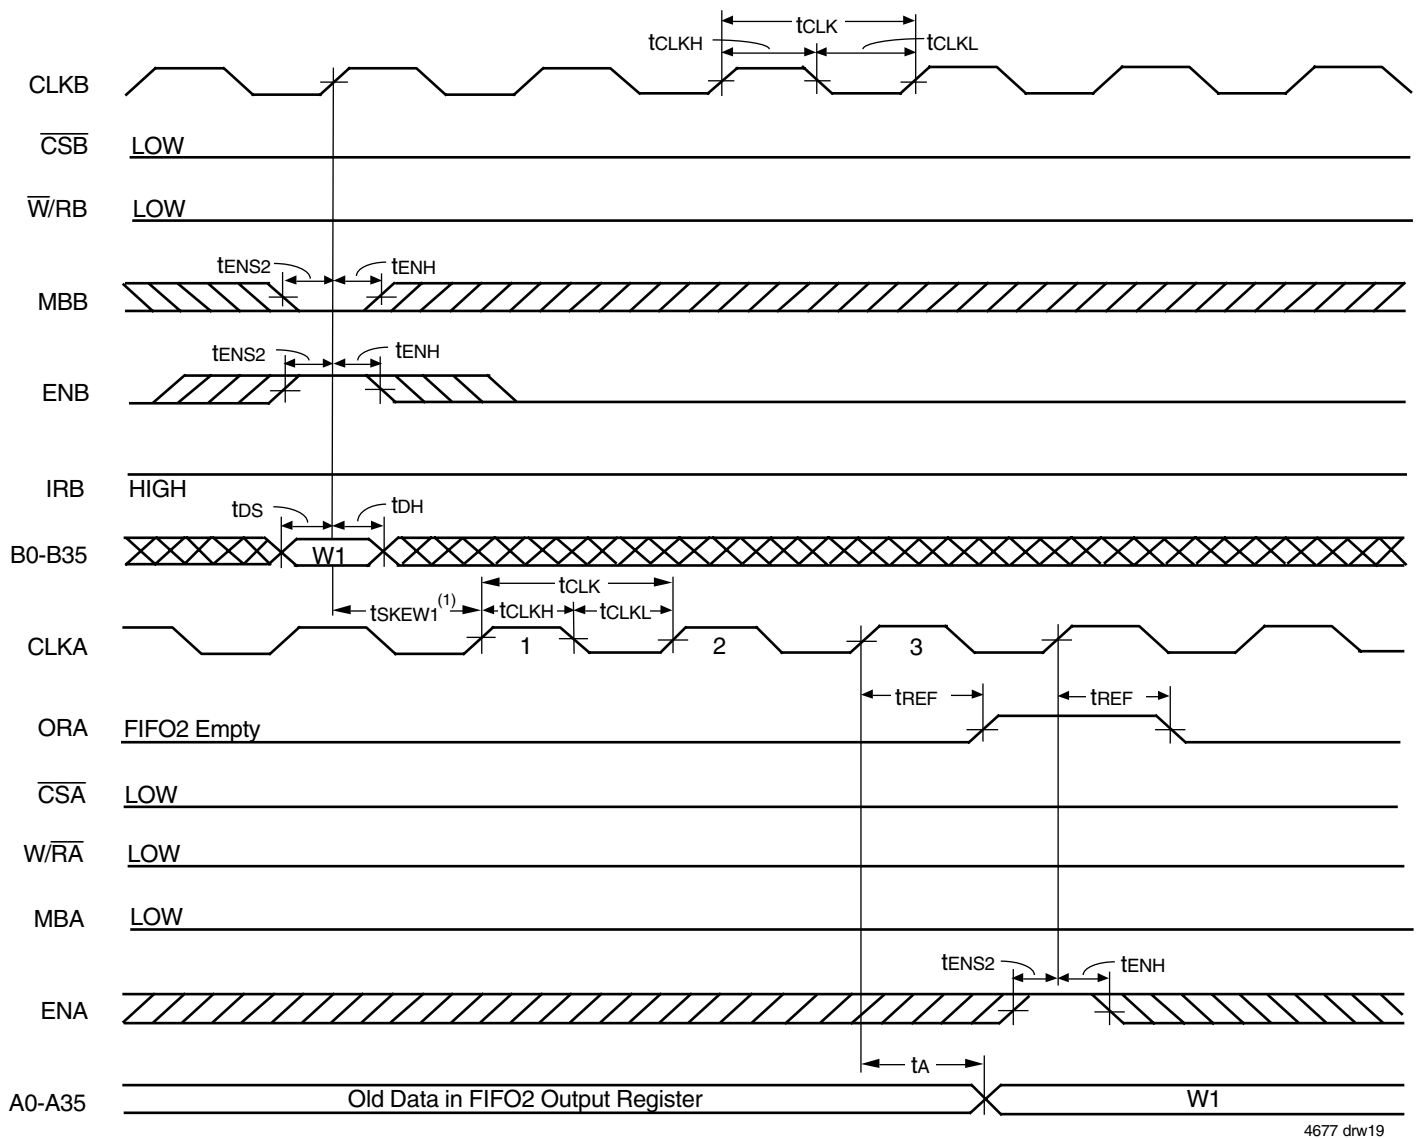 tCLK
tCLKH
tCLKL
CLKB
CSB LOW
W/RB LOW
tENS2 tENH
MBB
tENS2 tENH
ENB
IRB HIGH
tDS tDH
B0-B35 W1
tCLK
tSKEW1(1) tCLKH tCLKL
CLKA 1 2 3
tREF tREF
ORA FIFO2 Empty
CSA LOW
W/RA LOW
MBA LOW
tENS2 tENH
ENA
tA
A0-A35 Old Data in FIFO2 Output Register W1
4677 drw19